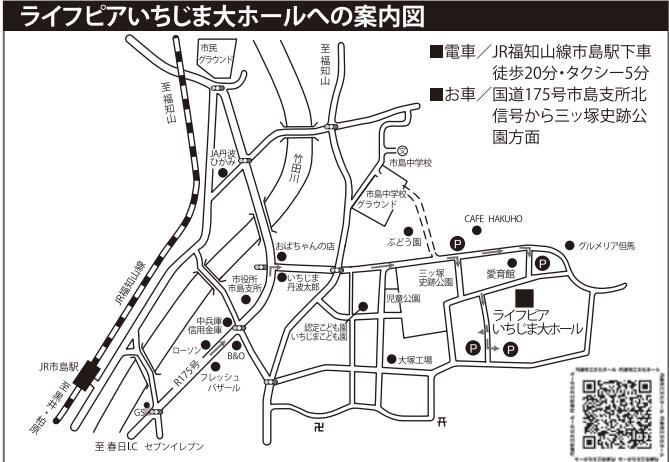 ライフピアいちじま大ホールへの案内図
■電車／JR福知山線市島駅下車
徒歩20分・タクシー5分
■お車／国道175号市島支所北
信号から三ッ塚史跡公
園方面
市民
グラウンド
至福知山
至福知山
JA丹波
ひかみ
竹田川
市島中学校
市島中学校
グラウンド
CAFE HAKUHO
ぶどう園
P
グルメリア但馬
おばちゃんの店
愛育館
P
市役所
市島支所
いちじま
丹波太郎
三ッ塚
史跡公園
児童公園
JR福知山線
ライフピア
いちじま大ホール
中兵庫
信用金庫
認定こども園
いちじまこども園
ローソン
B&O
P
P
R175号
フレッシュ
バザール
大塚工場
JR市島駅
至黒井・柏原
GS
至 春日I.C
セブンイレブン
卍